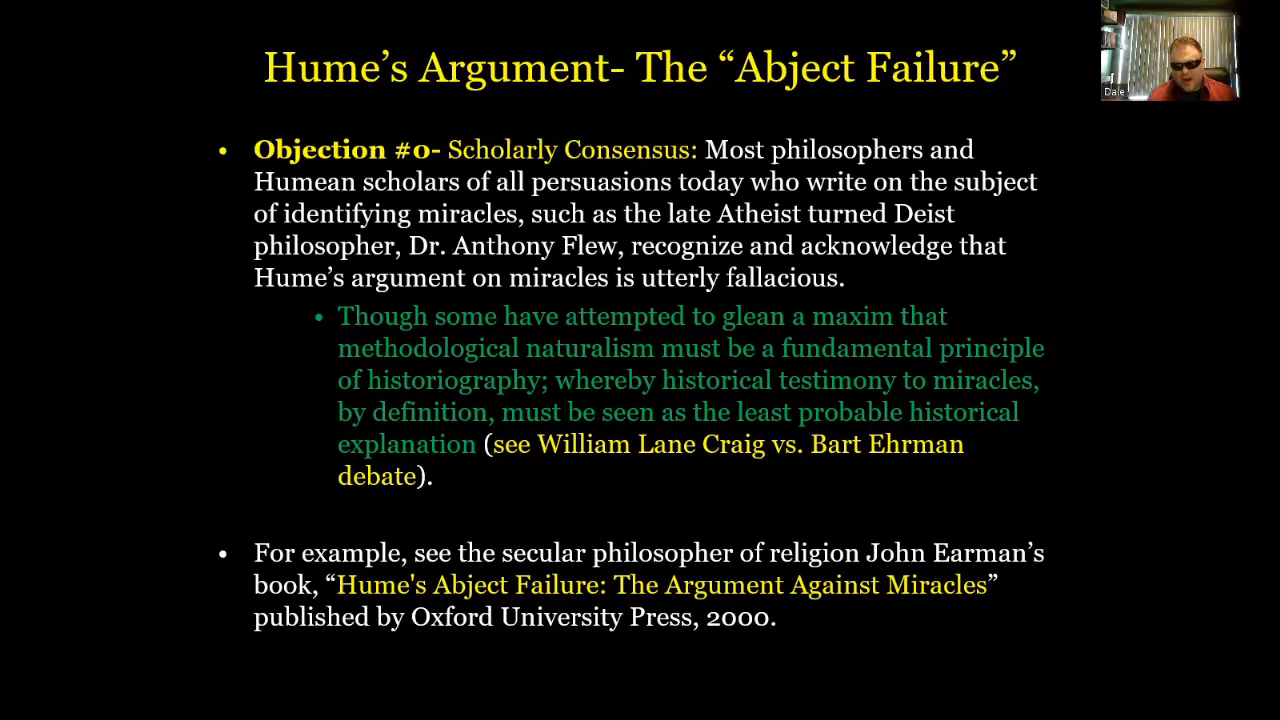 Hume’s Argument- The “Abject Failure”
Dale
• Objection #0- Scholarly Consensus: Most philosophers and
Humean scholars of all persuasions today who write on the subject
of identifying miracles, such as the late Atheist turned Deist
philosopher, Dr. Anthony Flew, recognize and acknowledge that
Hume’s argument on miracles is utterly fallacious.
• Though some have attempted to glean a maxim that
methodological naturalism must be a fundamental principle
of historiography; whereby historical testimony to miracles,
by definition, must be seen as the least probable historical
explanation (see William Lane Craig vs. Bart Ehrman
debate).
• For example, see the secular philosopher of religion John Earman’s
book, “Hume's Abject Failure: The Argument Against Miracles”
published by Oxford University Press, 2000.